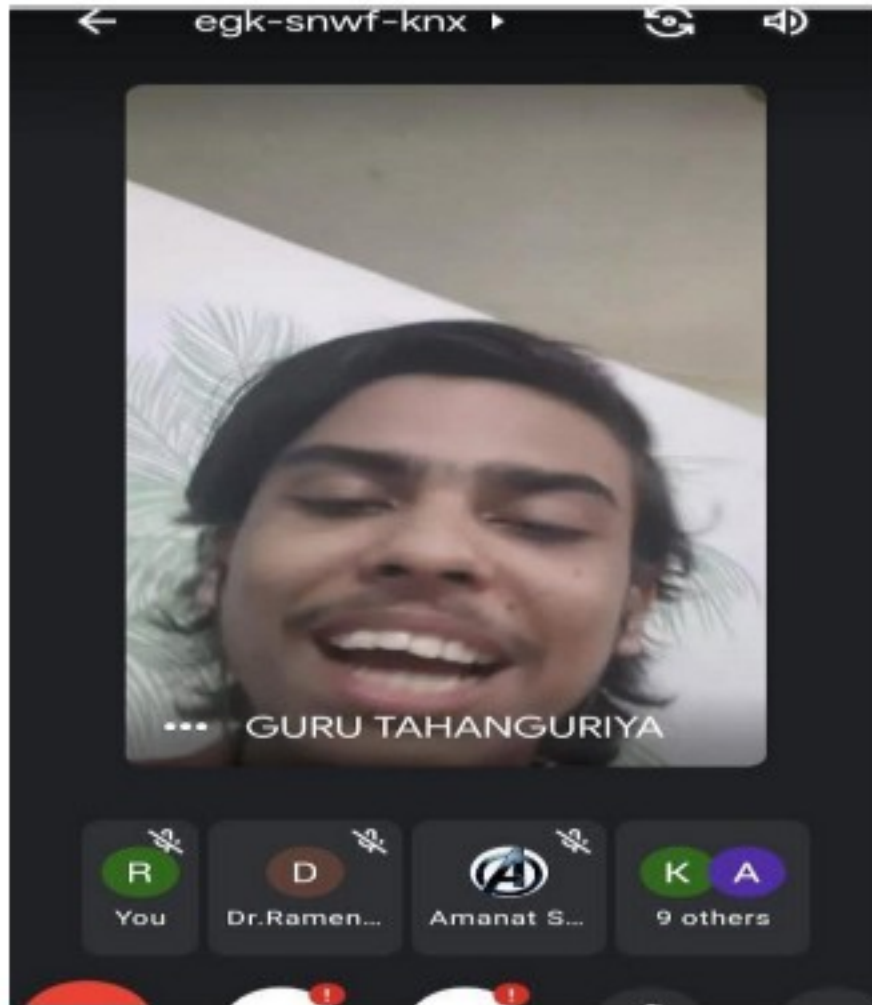 egk-snwf-knx
GURU TAHANGURIYA
R
D
K A
You
Dr.Ramen...
Amanat S...
9 others
!
!